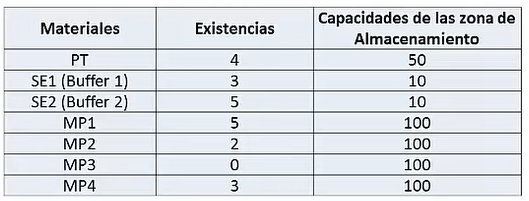 Materiales Existencias Capacidades de las zona de
Almacenamiento
PT 4 50
SE1 (Buffer 1) 3 10
SE2 (Buffer 2) 5 10
MP1 5 100
MP2 2 100
MP3 0 100
MP4 3 100